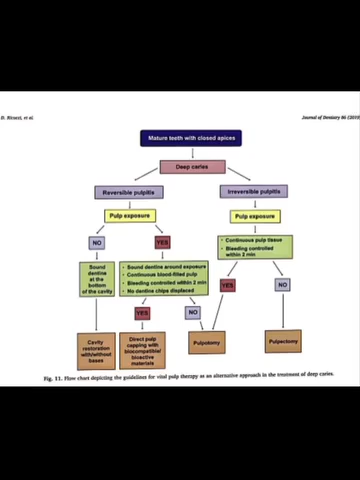 D. Ricucci, et al.
Journal of Dentistry 86 (2019)
Mature teeth with closed apices
Deep caries
Reversible pulpitis
Irreversible pulpitis
Pulp exposure
Pulp exposure
NO
YES
• Continuous pulp tissue
• Bleeding controlled
within 2 min
Sound
dentine
at the
bottom
of the cavity
• Sound dentine around exposure
• Continuous blood-filled pulp
• Bleeding controlled within 2 min
• No dentine chips displaced
YES
NO
YES
NO
Cavity
restoration
with/without
bases
Direct pulp
capping with
biocompatible/
bioactive
materials
Pulpotomy
Pulpectomy
Fig. 11. Flow chart depicting the guidelines for vital pulp therapy as an alternative approach in the treatment of deep caries.